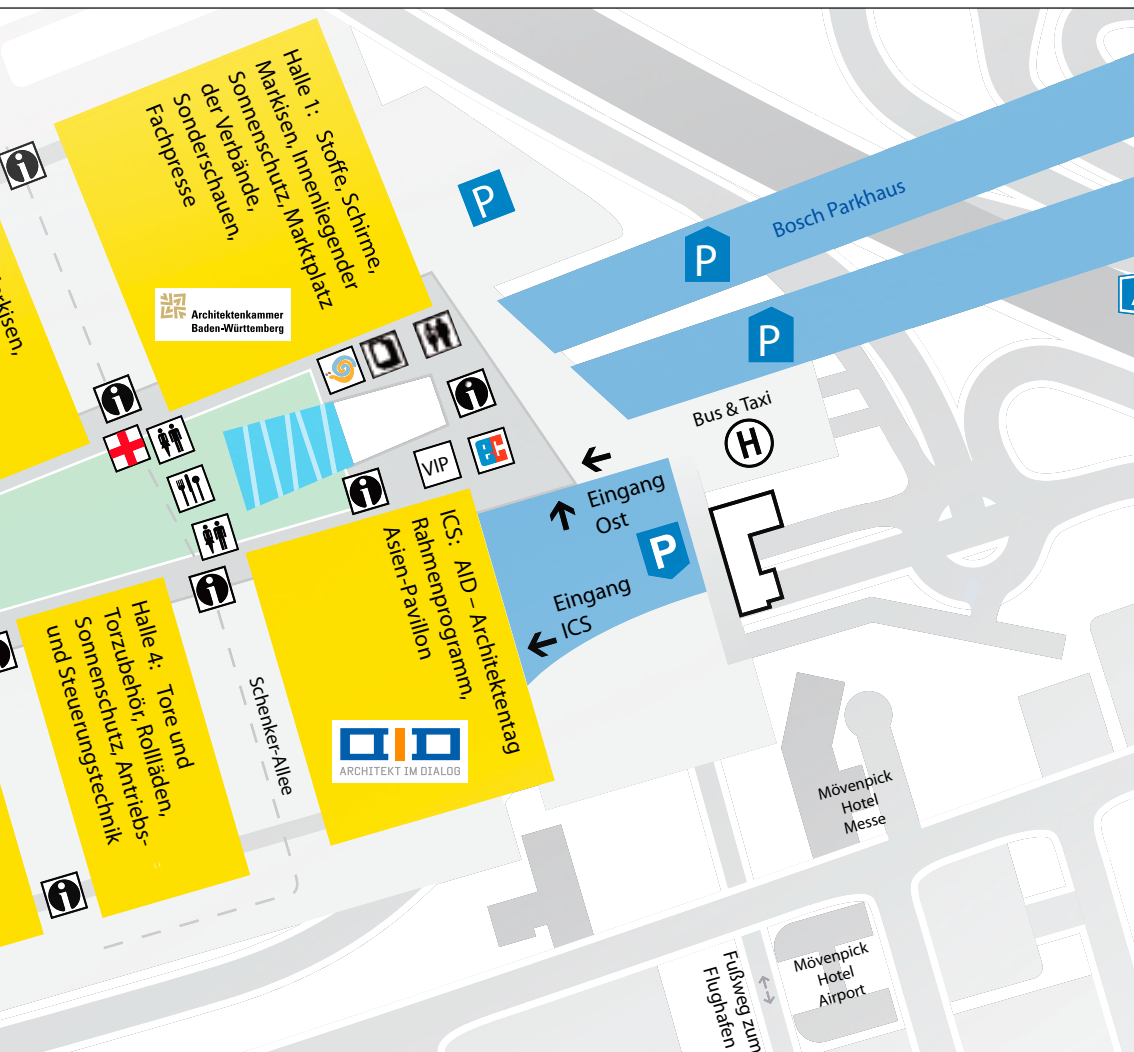 Halle 1: Stoffe, Schirme,
Markisen, Innenliegender
Sonnenschutz, Marktplatz
der Verbände,
Sonderschauen,
Fachpresse
Architektenkammer
Baden-Württemberg
P
Bosch Parkhaus
P
P
Bus & Taxi
H
VIP
Eingang
Ost
P
Eingang
ICS
ICS: AID – Architektentag
Rahmenprogramm,
Asien-Pavillon
ARCHITEKT IM DIALOG
Halle 4: Tore und
Torzubehör, Rollläden,
Sonnenschutz, Antriebs-
und Steuerungstechnik
Schenker-Allee
Mövenpick
Hotel
Messe
Mövenpick
Hotel
Airport
Fußweg zum
Flughafen